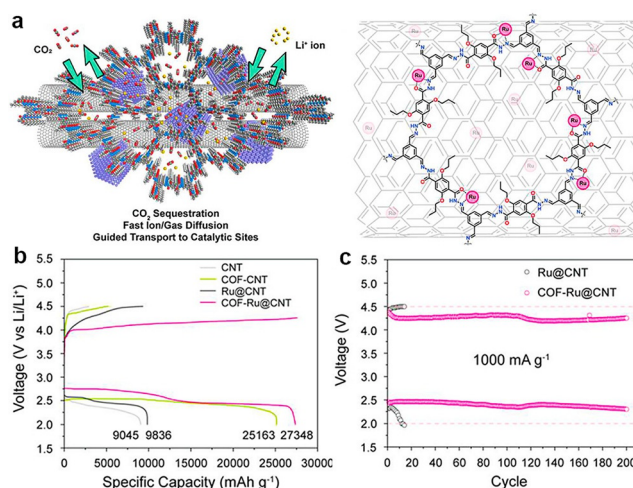 a
CO₂
Li⁺ ion
CO₂ Sequestration
Fast Ion/Gas Diffusion
Guided Transport to Catalytic Sites
Ru
Ru
Ru
Ru
Ru
Ru
b
CNT
COF-CNT
Ru@CNT
COF-Ru@CNT
Voltage (V vs Li/Li⁺)
5.5
5.0
4.5
4.0
3.5
3.0
2.5
2.0
1.5
9045 9836 25163 27348
0 5000 10000 15000 20000 25000 30000
Specific Capacity (mAh g⁻¹)
c
Ru@CNT
COF-Ru@CNT
1000 mA g⁻¹
Voltage (V)
5.5
5.0
4.5
4.0
3.5
3.0
2.5
2.0
1.5
0 20 40 60 80 100 120 140 160 180 200
Cycle